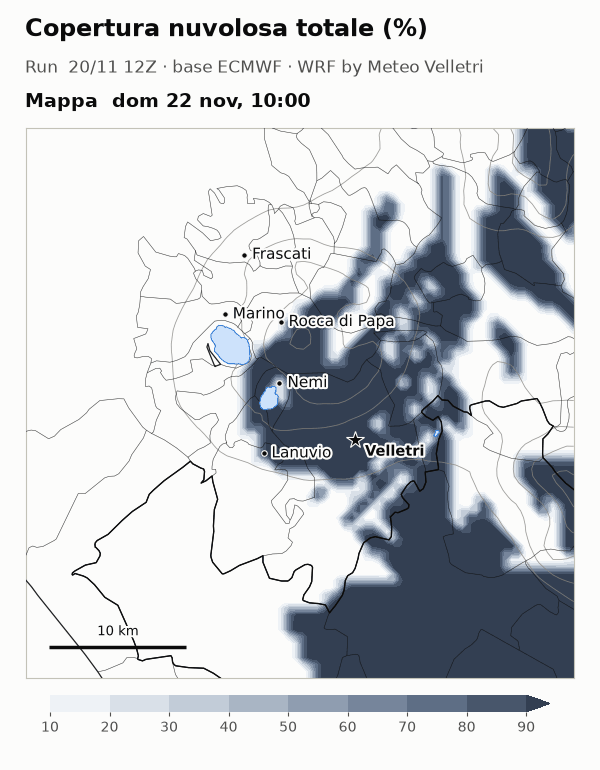 Copertura nuvolosa totale (%)
Run  20/11 12Z · base ECMWF · WRF by Meteo Velletri
Mappa  dom 22 nov, 10:00
Frascati
Marino
Rocca di Papa
Nemi
Velletri
Lanuvio
10 km
10 20 30 40 50 60 70 80 90